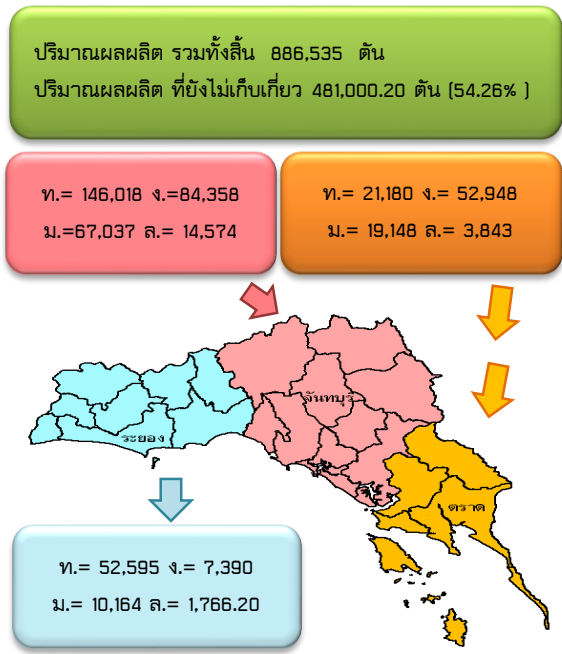 ปริมาณผลผลิต รวมทั้งสิ้น 886,535 ตัน
ปริมาณผลผลิต ที่ยังไม่เก็บเกี่ยว 481,000.20 ตัน (54.26% )
ท.= 146,018 ง.=84,358
ม.=67,037 ล.= 14,574
ท.= 21,180 ง.= 52,948
ม.= 19,148 ล.= 3,843
จันทบุรี
ระยอง
ตราด
ท.= 52,595 ง.= 7,390
ม.= 10,164 ล.= 1,766.20